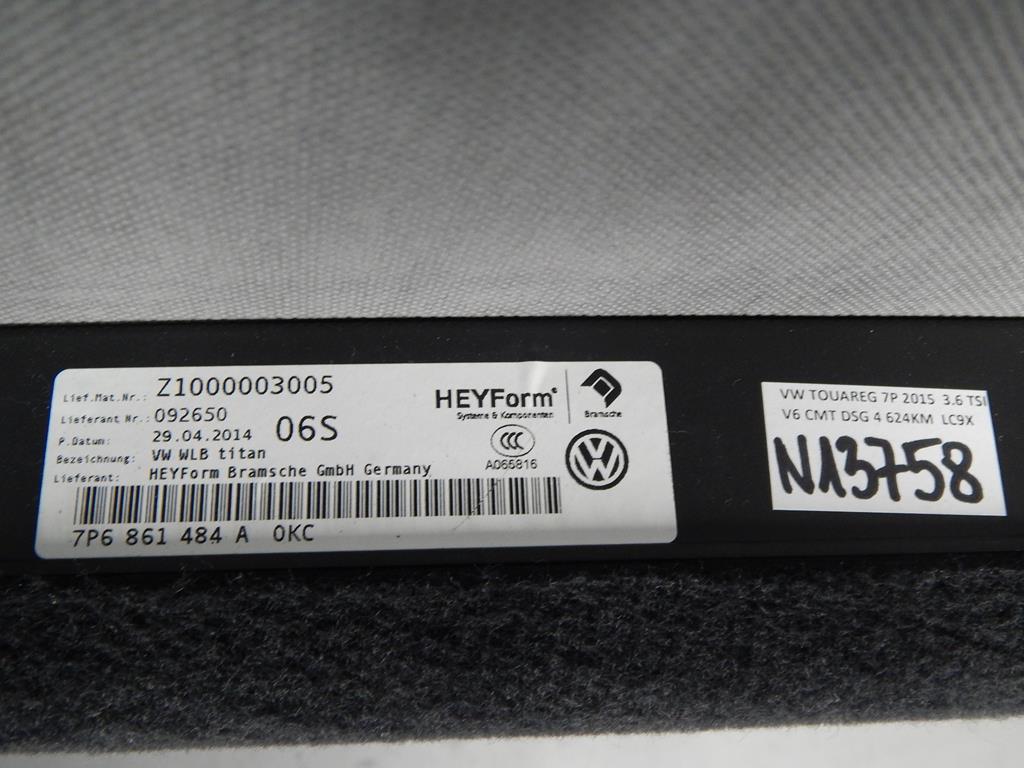 Lief.Mat.Nr.: Z1000003005
Lieferant Nr.: 092650
06S
P.Datum: 29.04.2014
Bezeichnung: VW WLB titan
Lieferant: HEYForm Bramsche GmbH Germany
7P6 861 484 A 0KC
HEYForm
Systeme & Komponenten
Bramsche
CCC
A065816
VW
VW TOUAREG 7P 2015 3.6 TSI
V6 CMT DSG 4 624KM LC9X
N13758